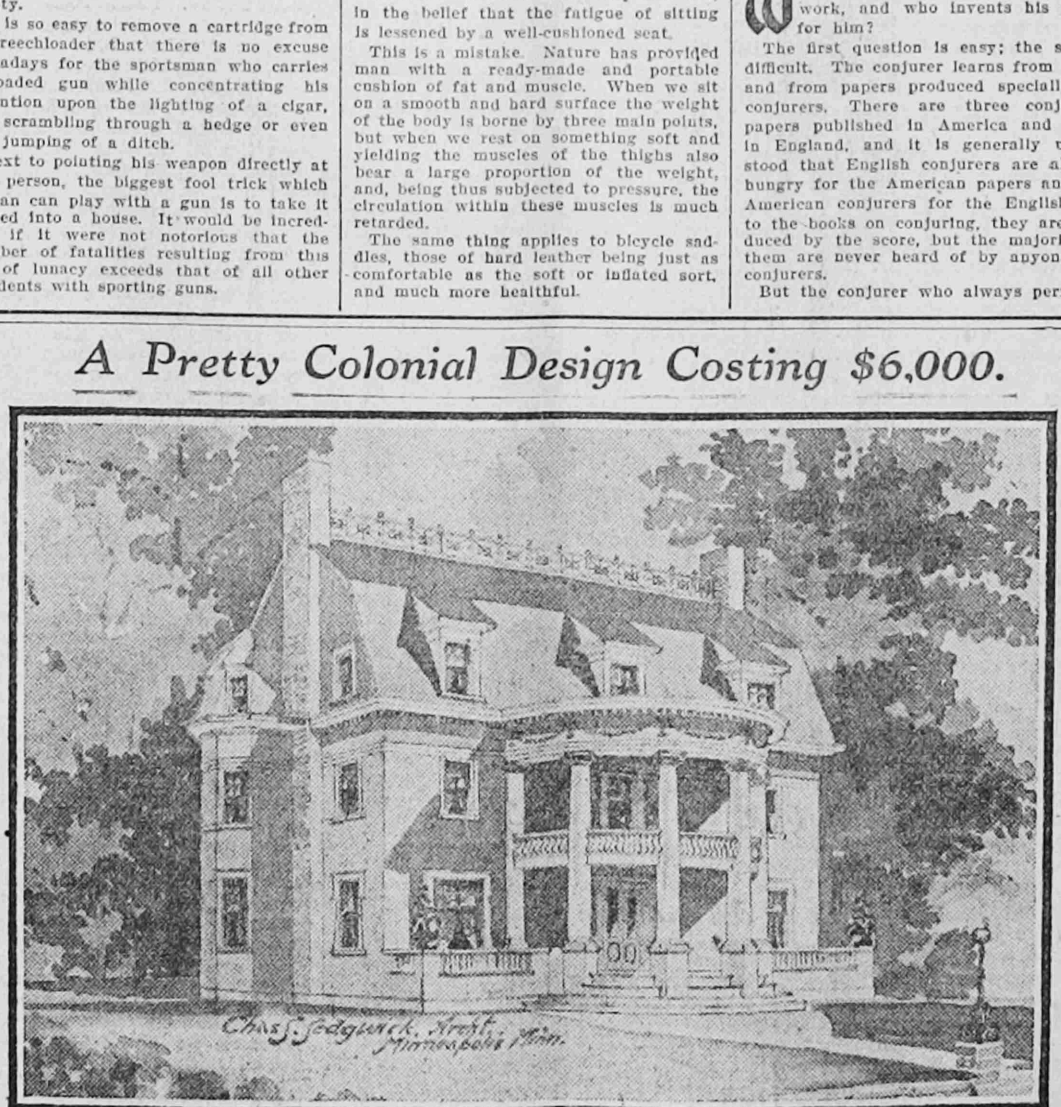 ty.
is so easy to remove a cartridge from
reechloader that there is no excuse
adays for the sportsman who carries
oaded gun while concentrating his
ntion upon the lighting of a cigar,
scrambling through a hedge or even
jumping of a ditch.
ext to pointing his weapon directly at
person, the biggest fool trick which
an can play with a gun is to take it
ed into a house. It would be incred-
if it were not notorious that the
ber of fatalities resulting from this
of lunacy exceeds that of all other
dents with sporting guns.
in the belief that the fatigue of sitting
is lessened by a well-cushioned seat.
This is a mistake. Nature has provided
man with a ready-made and portable
cushion of fat and muscle. When we sit
on a smooth and hard surface the weight
of the body is borne by three main points,
but when we rest on something soft and
yielding the muscles of the thighs also
bear a large proportion of the weight,
and, being thus subjected to pressure, the
circulation within these muscles is much
retarded.
The same thing applies to bicycle sad-
dles, those of hard leather being just as
comfortable as the soft or inflated sort,
and much more healthful.
W work, and who invents his
for him?
The first question is easy; the s
difficult. The conjurer learns from
and from papers produced speciall
conjurers. There are three conj
papers published in America and
in England, and it is generally u
stood that English conjurers are a
hungry for the American papers an
American conjurers for the English
to the books on conjuring, they are
duced by the score, but the major
them are never heard of by anyon
conjurers.
But the conjurer who always per
A Pretty Colonial Design Costing $6,000.
Chas S. Sedgwick, Archt.
Minneapolis Minn.